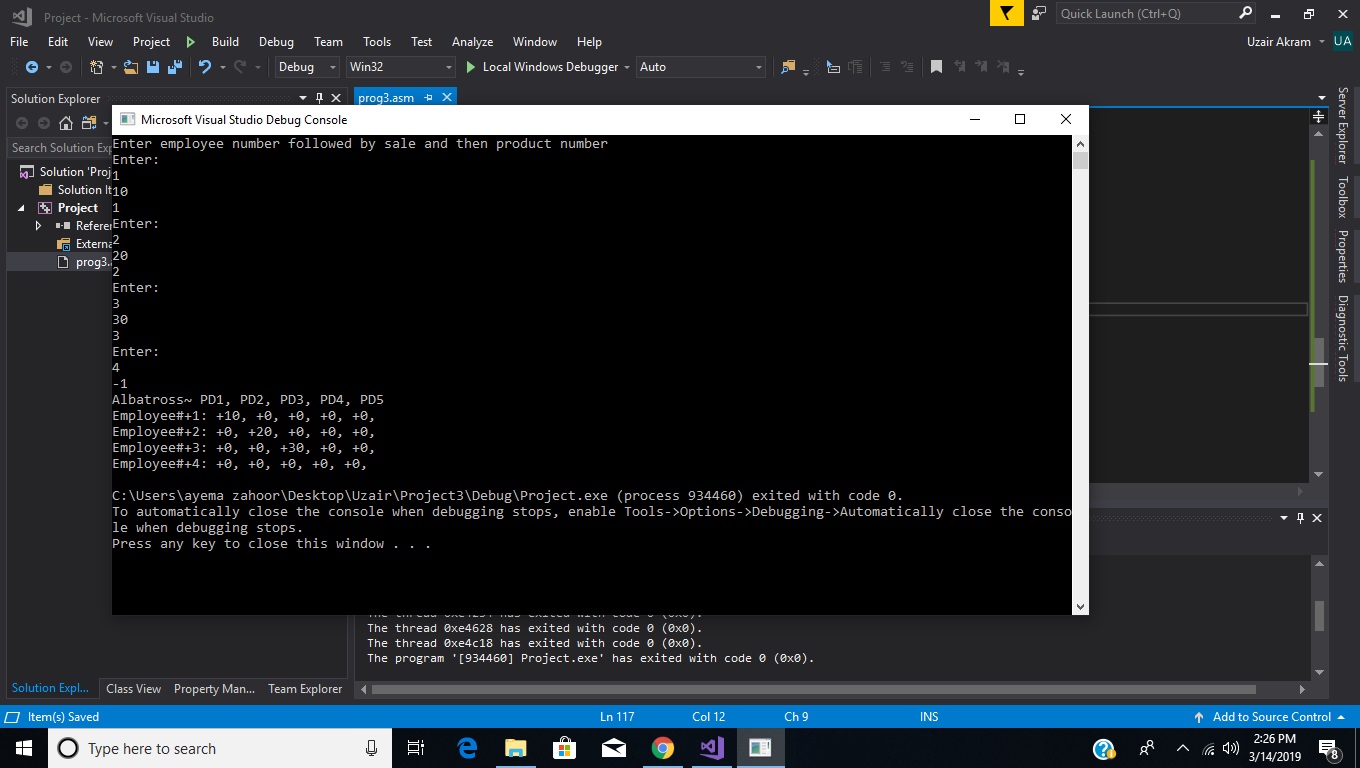 Project - Microsoft Visual Studio
Quick Launch (Ctrl+Q)
File Edit View Project Build Debug Team Tools Test Analyze Window Help
Uzair Akram UA
Debug Win32 Local Windows Debugger Auto
Solution Explorer
prog3.asm
Search Solution Exp
Solution 'Proj
Solution It
Project
Referen
Externa
prog3.
Microsoft Visual Studio Debug Console
Enter employee number followed by sale and then product number
Enter:
1
10
1
Enter:
2
20
2
Enter:
3
30
3
Enter:
4
-1
Albatross~ PD1, PD2, PD3, PD4, PD5
Employee#+1: +10, +0, +0, +0, +0,
Employee#+2: +0, +20, +0, +0, +0,
Employee#+3: +0, +0, +30, +0, +0,
Employee#+4: +0, +0, +0, +0, +0,
C:\Users\ayema zahoor\Desktop\Uzair\Project3\Debug\Project.exe (process 934460) exited with code 0.
To automatically close the console when debugging stops, enable Tools->Options->Debugging->Automatically close the conso
le when debugging stops.
Press any key to close this window . . .
Server Explorer
Toolbox
Properties
Diagnostic Tools
has exited with code 0 (0x0).
The thread 0xe4628 has exited with code 0 (0x0).
The thread 0xe4c18 has exited with code 0 (0x0).
The program '[934460] Project.exe' has exited with code 0 (0x0).
Solution Expl... Class View Property Man... Team Explorer
Item(s) Saved
Ln 117 Col 12 Ch 9 INS
Add to Source Control
Type here to search
2:26 PM
3/14/2019
8